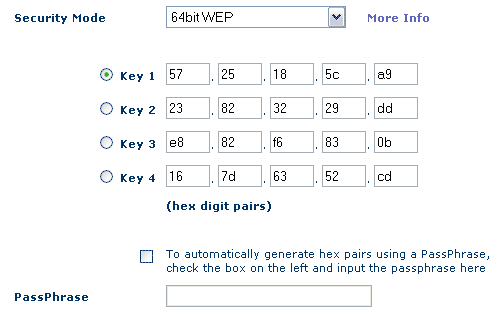 Security Mode 64bit WEP More Info
Key 1 57 . 25 . 18 . 5c . a9
Key 2 23 . 82 . 32 . 29 . dd
Key 3 e8 . 82 . f6 . 83 . 0b
Key 4 16 . 7d . 63 . 52 . cd
(hex digit pairs)
To automatically generate hex pairs using a PassPhrase,
check the box on the left and input the passphrase here
PassPhrase